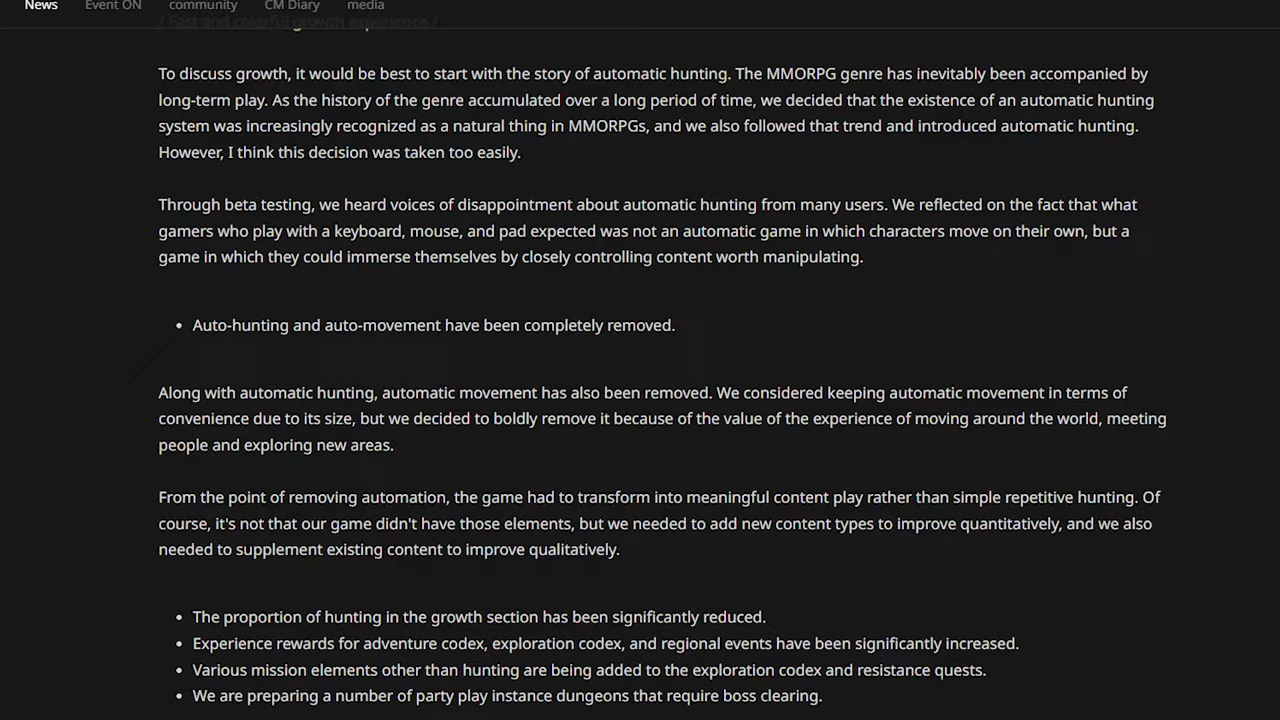 News Event ON community CM Diary media
/ Fast and colorful growth experience /
To discuss growth, it would be best to start with the story of automatic hunting. The MMORPG genre has inevitably been accompanied by
long-term play. As the history of the genre accumulated over a long period of time, we decided that the existence of an automatic hunting
system was increasingly recognized as a natural thing in MMORPGs, and we also followed that trend and introduced automatic hunting.
However, I think this decision was taken too easily.
Through beta testing, we heard voices of disappointment about automatic hunting from many users. We reflected on the fact that what
gamers who play with a keyboard, mouse, and pad expected was not an automatic game in which characters move on their own, but a
game in which they could immerse themselves by closely controlling content worth manipulating.
• Auto-hunting and auto-movement have been completely removed.
Along with automatic hunting, automatic movement has also been removed. We considered keeping automatic movement in terms of
convenience due to its size, but we decided to boldly remove it because of the value of the experience of moving around the world, meeting
people and exploring new areas.
From the point of removing automation, the game had to transform into meaningful content play rather than simple repetitive hunting. Of
course, it's not that our game didn't have those elements, but we needed to add new content types to improve quantitatively, and we also
needed to supplement existing content to improve qualitatively.
• The proportion of hunting in the growth section has been significantly reduced.
• Experience rewards for adventure codex, exploration codex, and regional events have been significantly increased.
• Various mission elements other than hunting are being added to the exploration codex and resistance quests.
• We are preparing a number of party play instance dungeons that require boss clearing.